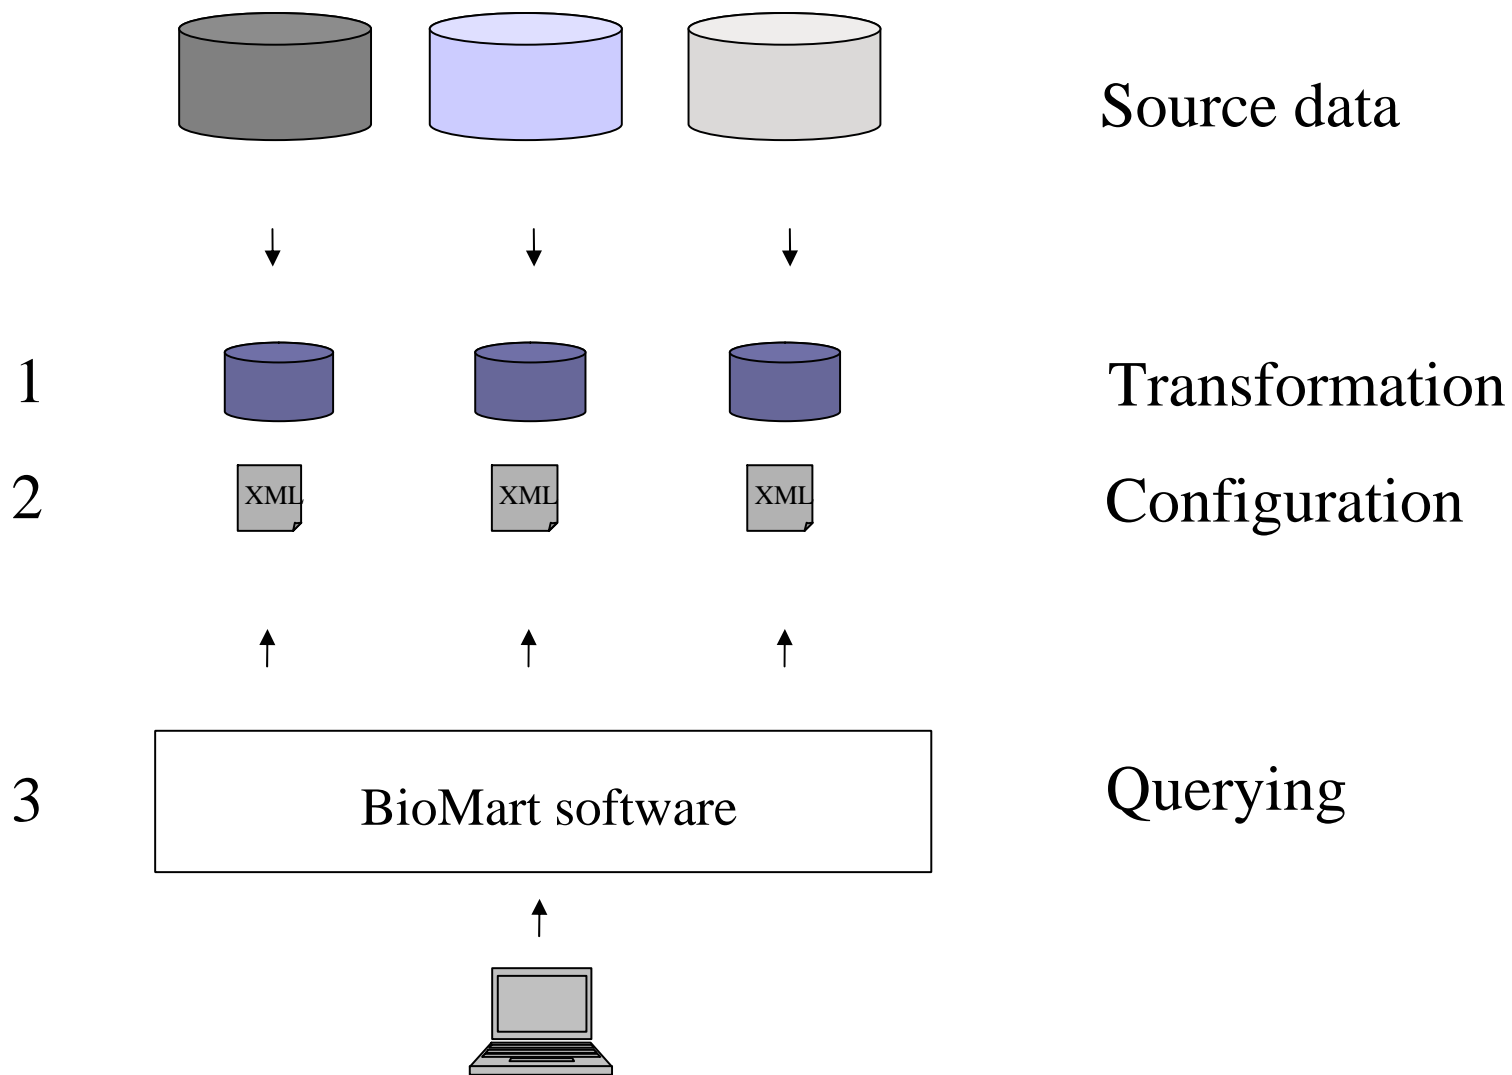 Source data
1 Transformation
XML XML XML
2 Configuration
3 BioMart software Querying